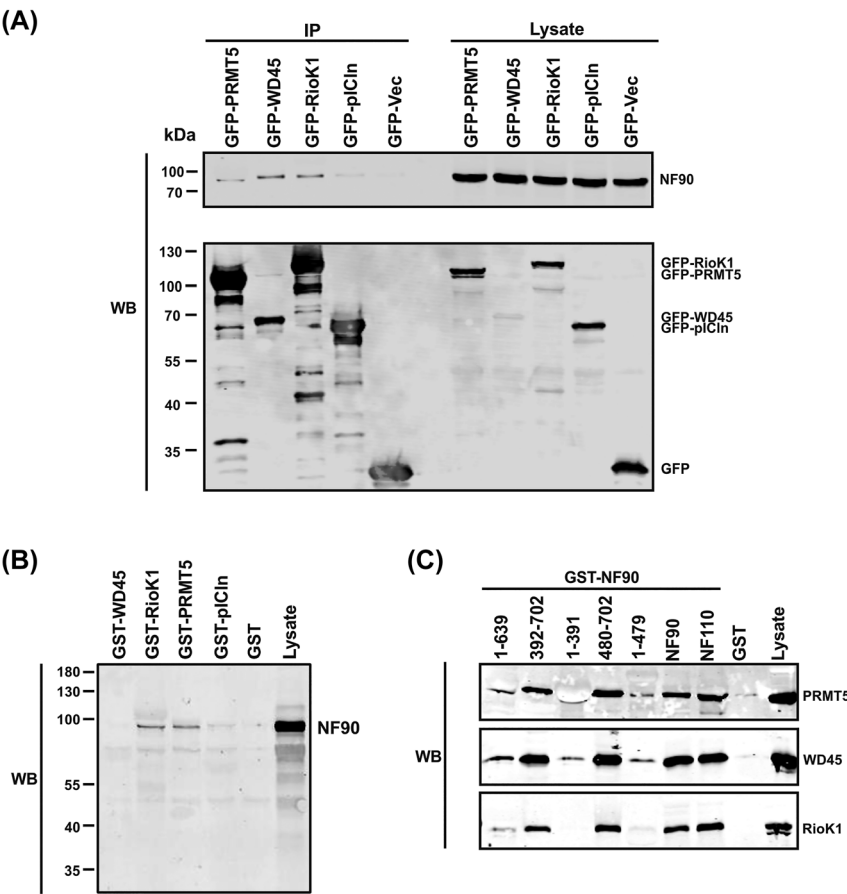 (A)
IP
Lysate
GFP-PRMT5
GFP-WD45
GFP-RioK1
GFP-pICln
GFP-Vec
GFP-PRMT5
GFP-WD45
GFP-RioK1
GFP-pICln
GFP-Vec
kDa
100
70
NF90
130
100
70
55
40
35
WB
GFP-RioK1
GFP-PRMT5
GFP-WD45
GFP-pICln
GFP
(B)
GST-WD45
GST-RioK1
GST-PRMT5
GST-pICln
GST
Lysate
180
130
100
55
40
35
WB
NF90
(C)
GST-NF90
1-639
392-702
1-391
480-702
1-479
NF90
NF110
GST
Lysate
WB
PRMT5
WD45
RioK1